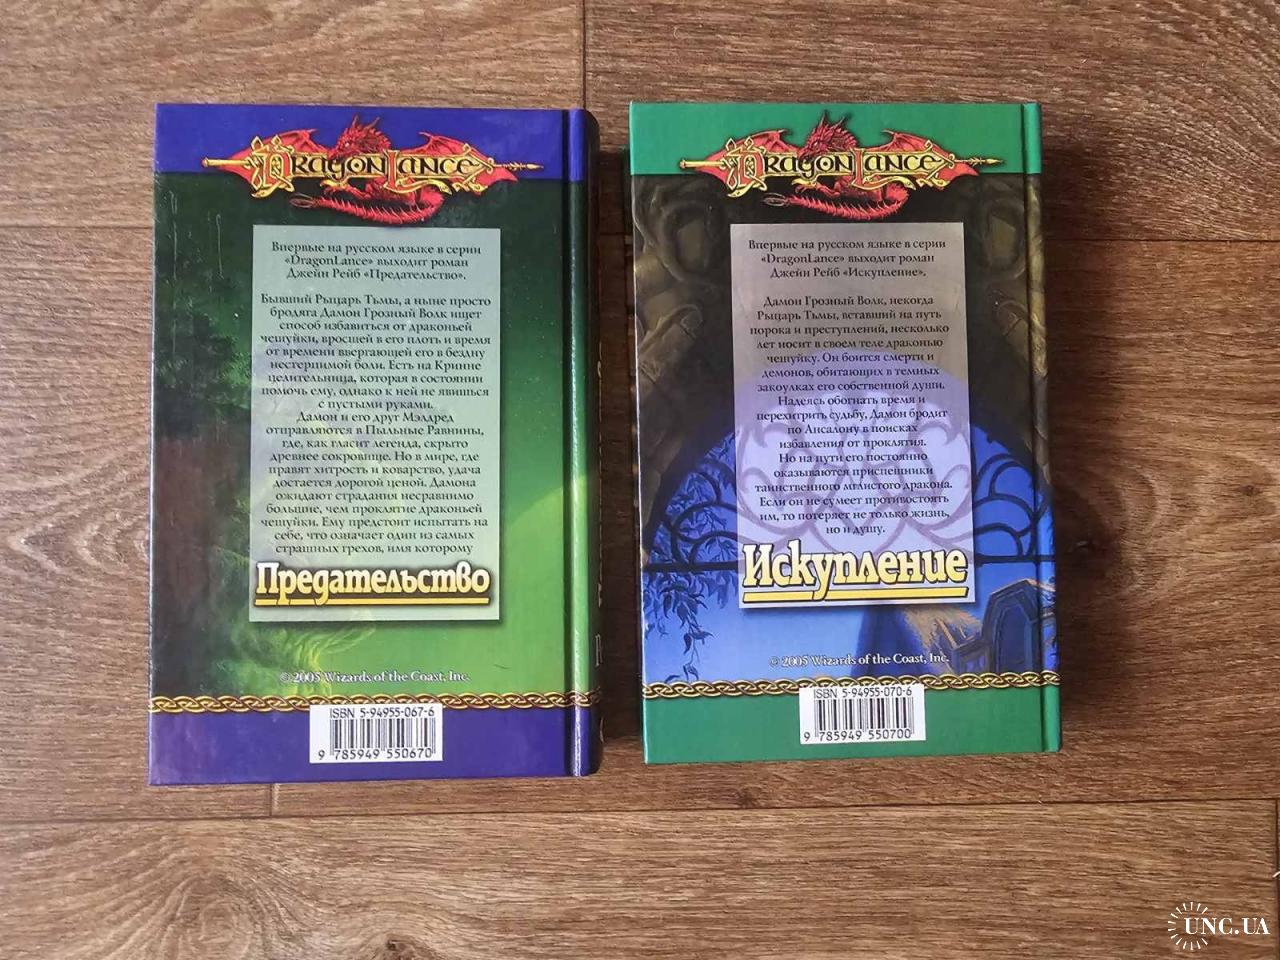 DragonLance
Впервые на русском языке в серии
«DragonLance» выходит роман
Джейн Рейб «Предательство».
Бывший Рыцарь Тьмы, а ныне просто
бродяга Дамон Грозный Волк ищет
способ избавиться от драконьей
чешуйки, вросшей в его плоть и время
от времени ввергающей его в бездну
нестерпимой боли. Есть на Кринне
целительница, которая в состоянии
помочь ему, однако к ней не явишься
с пустыми руками.
Дамон и его друг Мэлдред
отправляются в Пыльные Равнины,
где, как гласит легенда, скрыто
древнее сокровище. Но в мире, где
правят хитрость и коварство, удача
достается дорогой ценой. Дамона
ожидают страдания несравнимо
большие, чем проклятие драконьей
чешуйки. Ему предстоит испытать на
себе, что означает один из самых
страшных грехов, имя которому
Предательство
© 2005 Wizards of the Coast, Inc.
ISBN 5-94955-067-6
9 785949 550670
DragonLance
Впервые на русском языке в серии
«DragonLance» выходит роман
Джейн Рейб «Искупление».
Дамон Грозный Волк, некогда
Рыцарь Тьмы, вставший на путь
порока и преступлений, несколько
лет носит в своем теле драконью
чешуйку. Он боится смерти и
демонов, обитающих в темных
закоулках его собственной души.
Надеясь обогнать время и
перехитрить судьбу, Дамон бродит
по Ансалону в поисках
избавления от проклятия.
Но на пути его постоянно
оказываются приспешники
таинственного мглистого дракона.
Если он не сумеет противостоять
им, то потеряет не только жизнь,
но и душу.
Искупление
© 2005 Wizards of the Coast, Inc.
ISBN 5-94955-070-6
9 785949 550700
UNC.UA